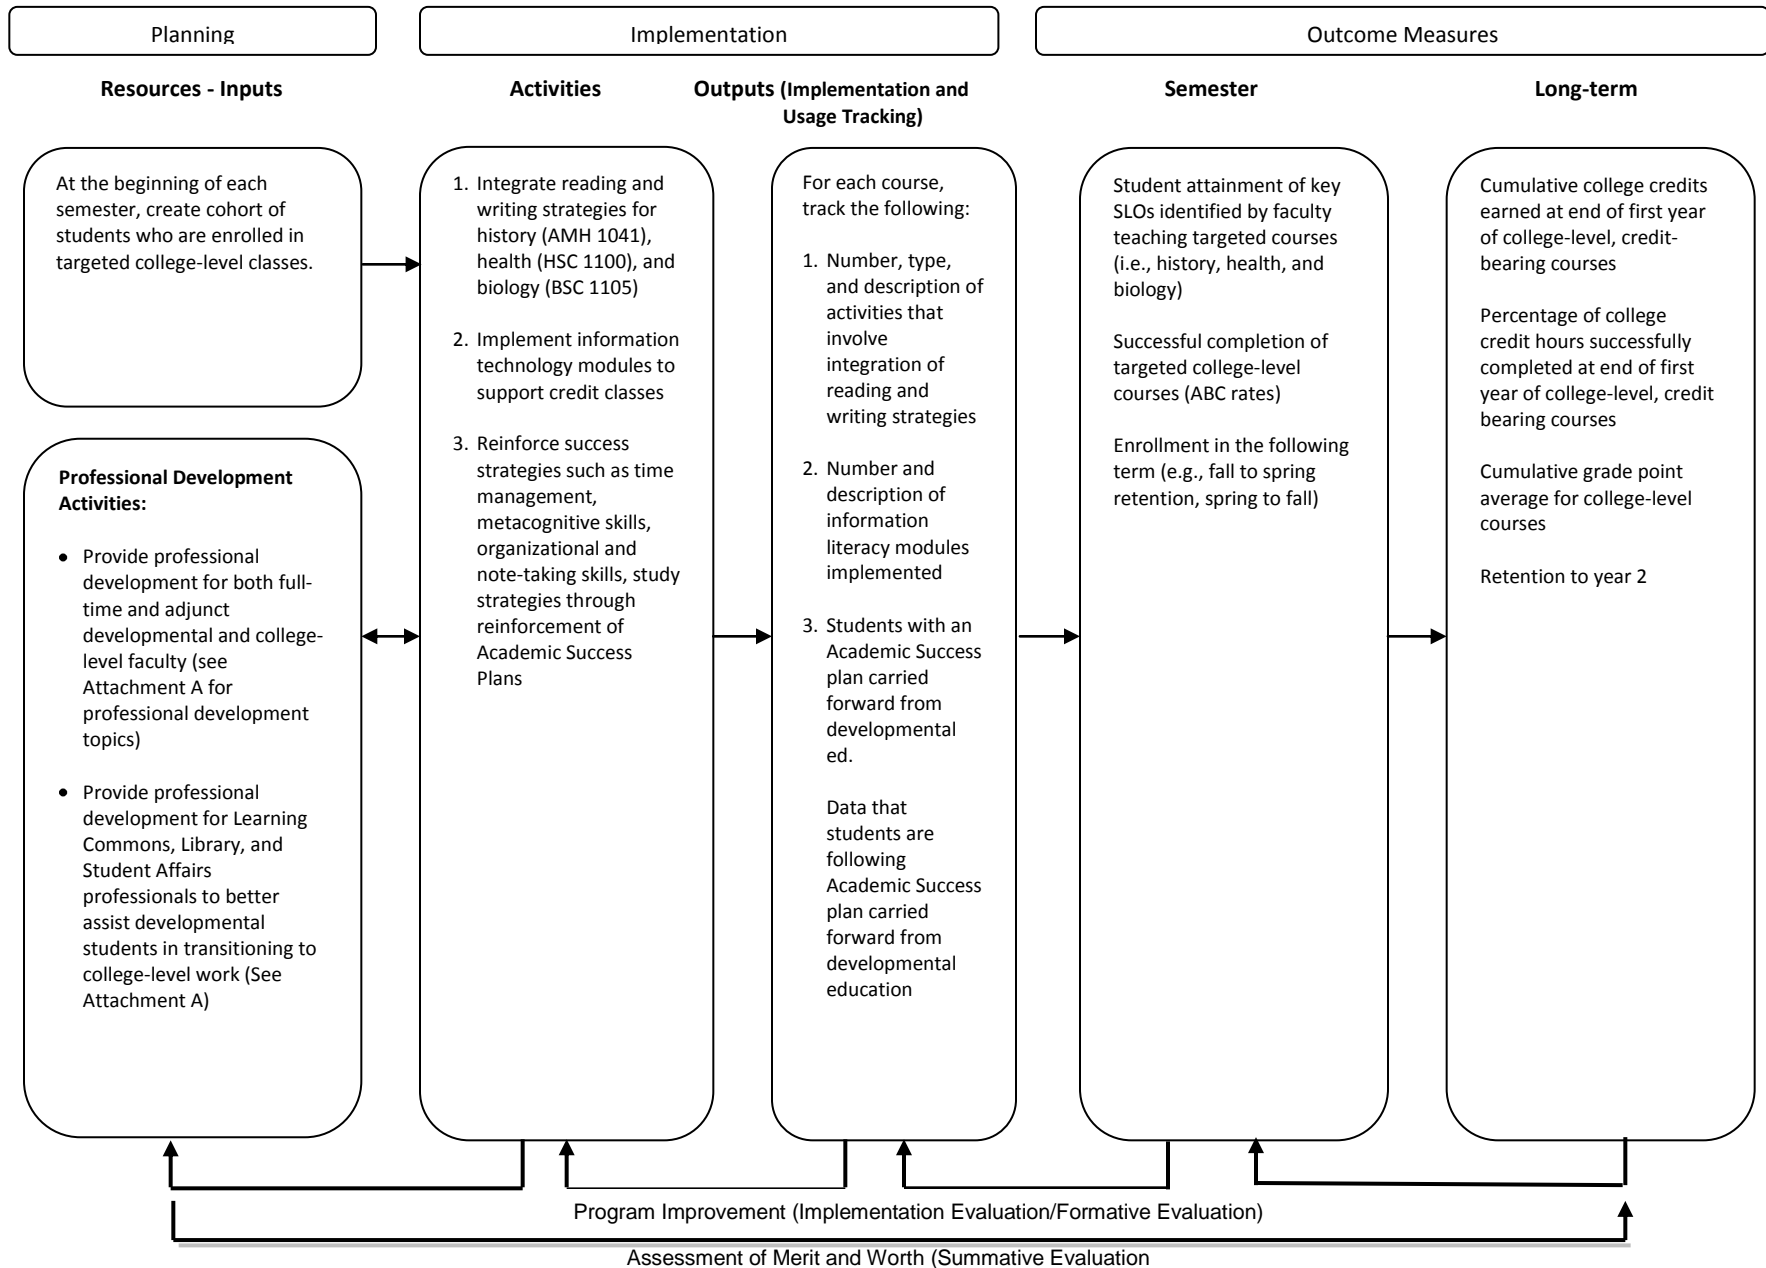 Planning
Implementation
Outcome Measures
Resources - Inputs
Activities
Outputs (Implementation and
Usage Tracking)
Semester
Long-term
At the beginning of each
semester, create cohort of
students who are enrolled in
targeted college-level classes.
Professional Development
Activities:
• Provide professional
development for both full-
time and adjunct
developmental and college-
level faculty (see
Attachment A for
professional development
topics)
• Provide professional
development for Learning
Commons, Library, and
Student Affairs
professionals to better
assist developmental
students in transitioning to
college-level work (See
Attachment A)
1. Integrate reading and
writing strategies for
history (AMH 1041),
health (HSC 1100), and
biology (BSC 1105)
2. Implement information
technology modules to
support credit classes
3. Reinforce success
strategies such as time
management,
metacognitive skills,
organizational and
note-taking skills, study
strategies through
reinforcement of
Academic Success
Plans
For each course,
track the following:
1. Number, type,
and description of
activities that
involve
integration of
reading and
writing strategies
2. Number and
description of
information
literacy modules
implemented
3. Students with an
Academic Success
plan carried
forward from
developmental
ed.
Data that
students are
following
Academic Success
plan carried
forward from
developmental
education
Student attainment of key
SLOs identified by faculty
teaching targeted courses
(i.e., history, health, and
biology)
Successful completion of
targeted college-level
courses (ABC rates)
Enrollment in the following
term (e.g., fall to spring
retention, spring to fall)
Cumulative college credits
earned at end of first year
of college-level, credit-
bearing courses
Percentage of college
credit hours successfully
completed at end of first
year of college-level, credit
bearing courses
Cumulative grade point
average for college-level
courses
Retention to year 2
Program Improvement (Implementation Evaluation/Formative Evaluation)
Assessment of Merit and Worth (Summative Evaluation